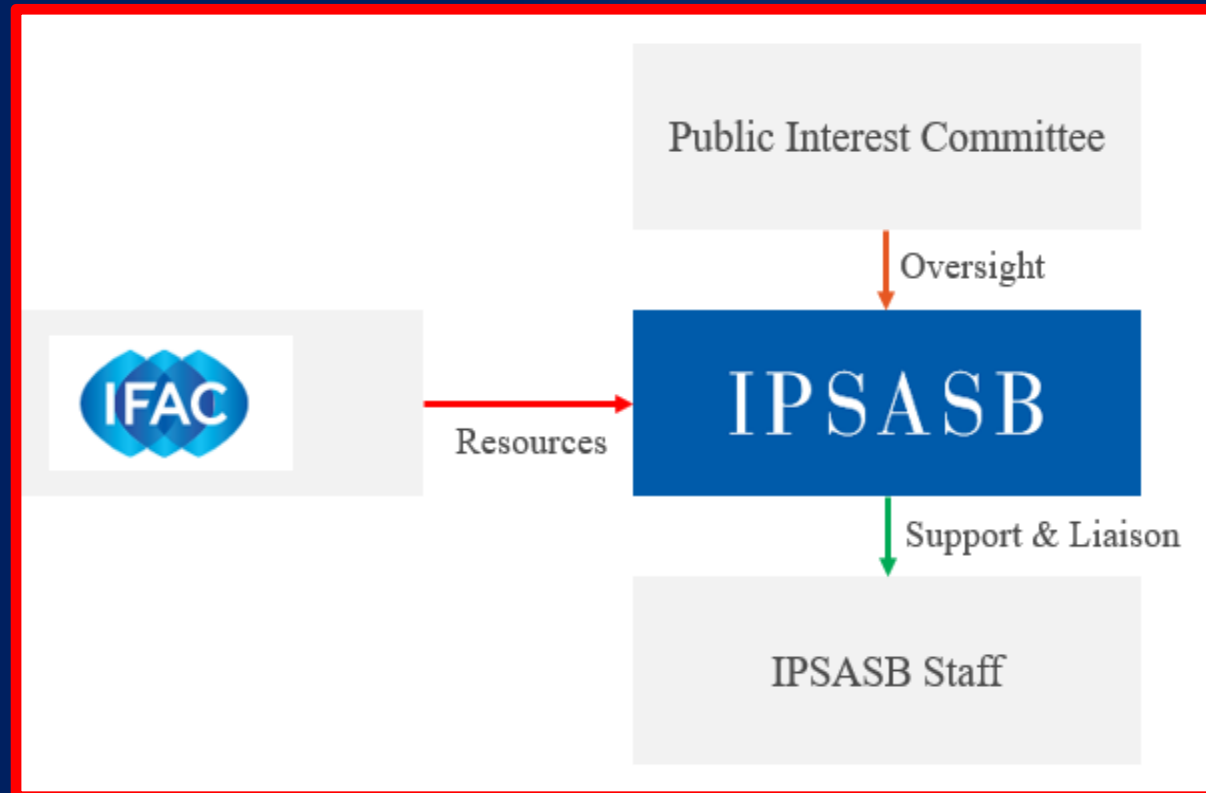 Public Interest Committee
Oversight
IFAC
Resources
IPSASB
Support & Liaison
IPSASB Staff